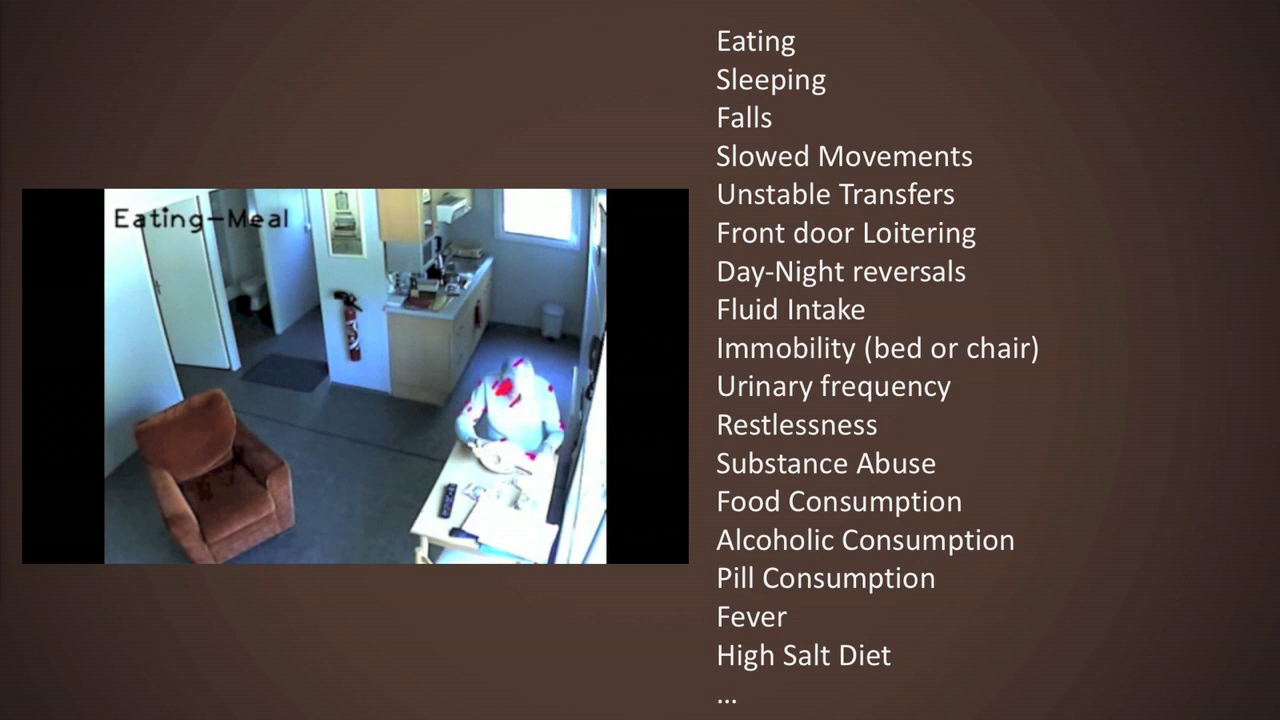 Eating-Meal
Eating
Sleeping
Falls
Slowed Movements
Unstable Transfers
Front door Loitering
Day-Night reversals
Fluid Intake
Immobility (bed or chair)
Urinary frequency
Restlessness
Substance Abuse
Food Consumption
Alcoholic Consumption
Pill Consumption
Fever
High Salt Diet
...